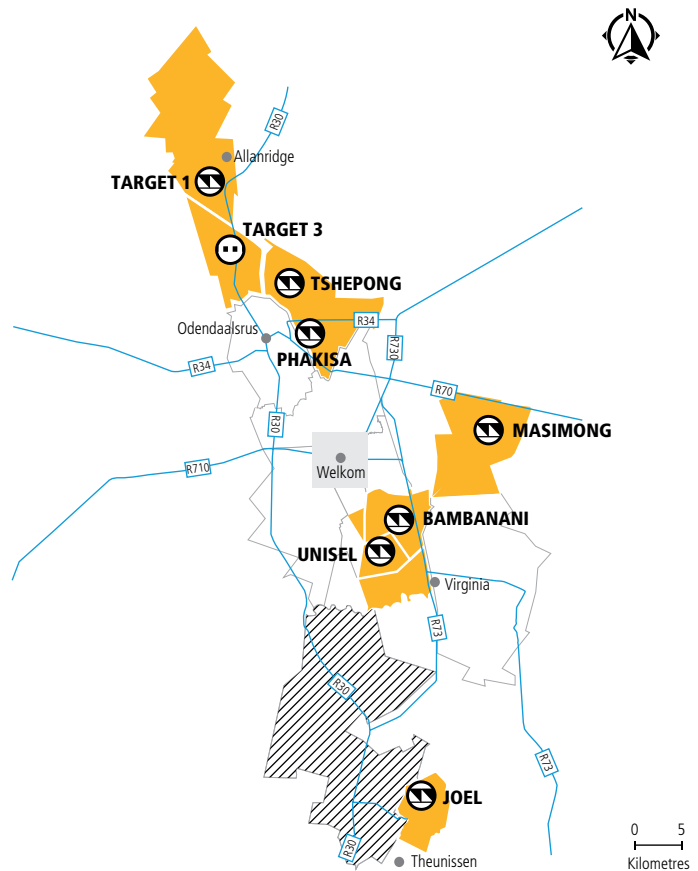 N
R30
Allanridge
TARGET 1
TARGET 3
TSHEPONG
Odendaalsrus
R34
PHAKISA
R730
R34
R70
R30
MASIMONG
Welkom
R710
BAMBANANI
UNISEL
Virginia
R73
R30
R73
JOEL
R30
Theunissen
0 5
Kilometres